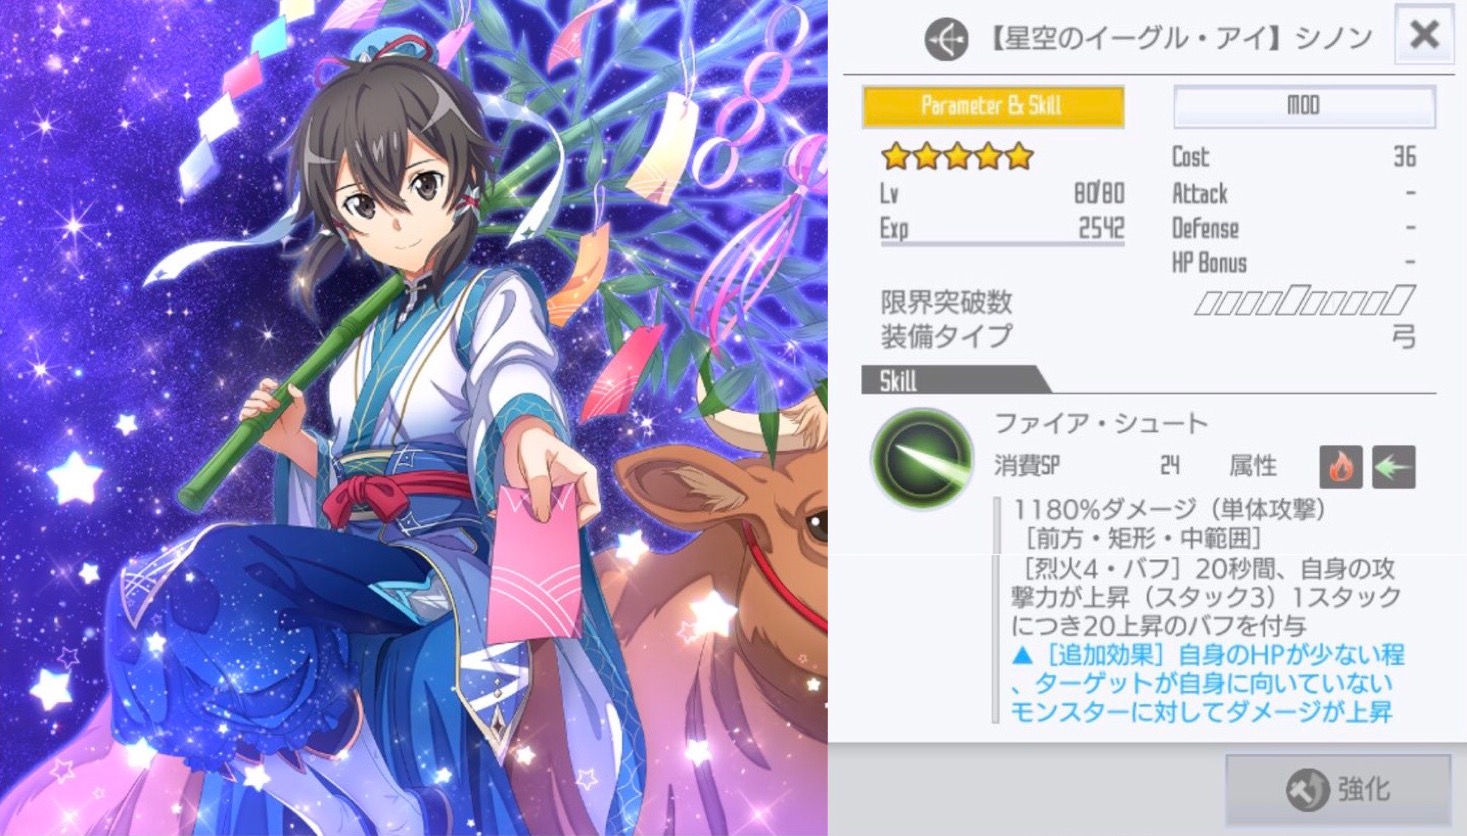 【星空のイーグル・アイ】シノン
Parameter & Skill
MOD
Lv 80/80
Exp 2542
Cost 36
Attack -
Defense -
HP Bonus -
限界突破数
装備タイプ 弓
Skill
ファイア・シュート
消費SP 24 属性
1180%ダメージ（単体攻撃）
［前方・矩形・中範囲］
［烈火4・バフ］20秒間、自身の攻
撃力が上昇（スタック3）1スタック
につき20上昇のバフを付与
▲［追加効果］自身のHPが少ない程
、ターゲットが自身に向いていない
モンスターに対してダメージが上昇
強化